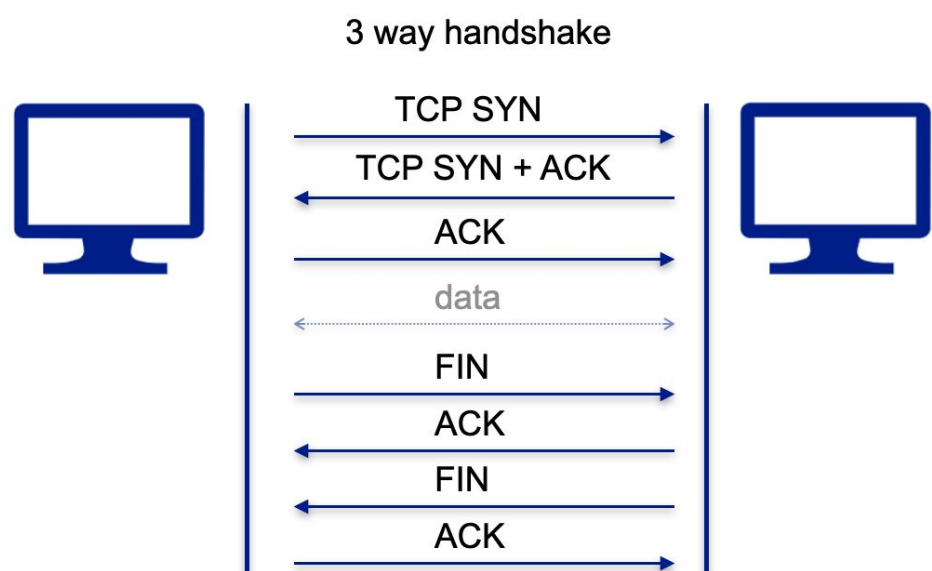 3 way handshake
TCP SYN
TCP SYN + ACK
ACK
data
FIN
ACK
FIN
ACK